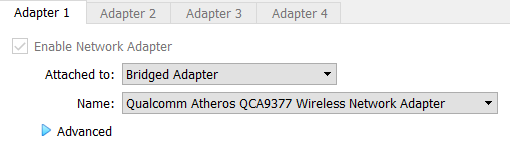 Adapter 1 Adapter 2 Adapter 3 Adapter 4
Enable Network Adapter
Attached to: Bridged Adapter
Name: Qualcomm Atheros QCA9377 Wireless Network Adapter
Advanced